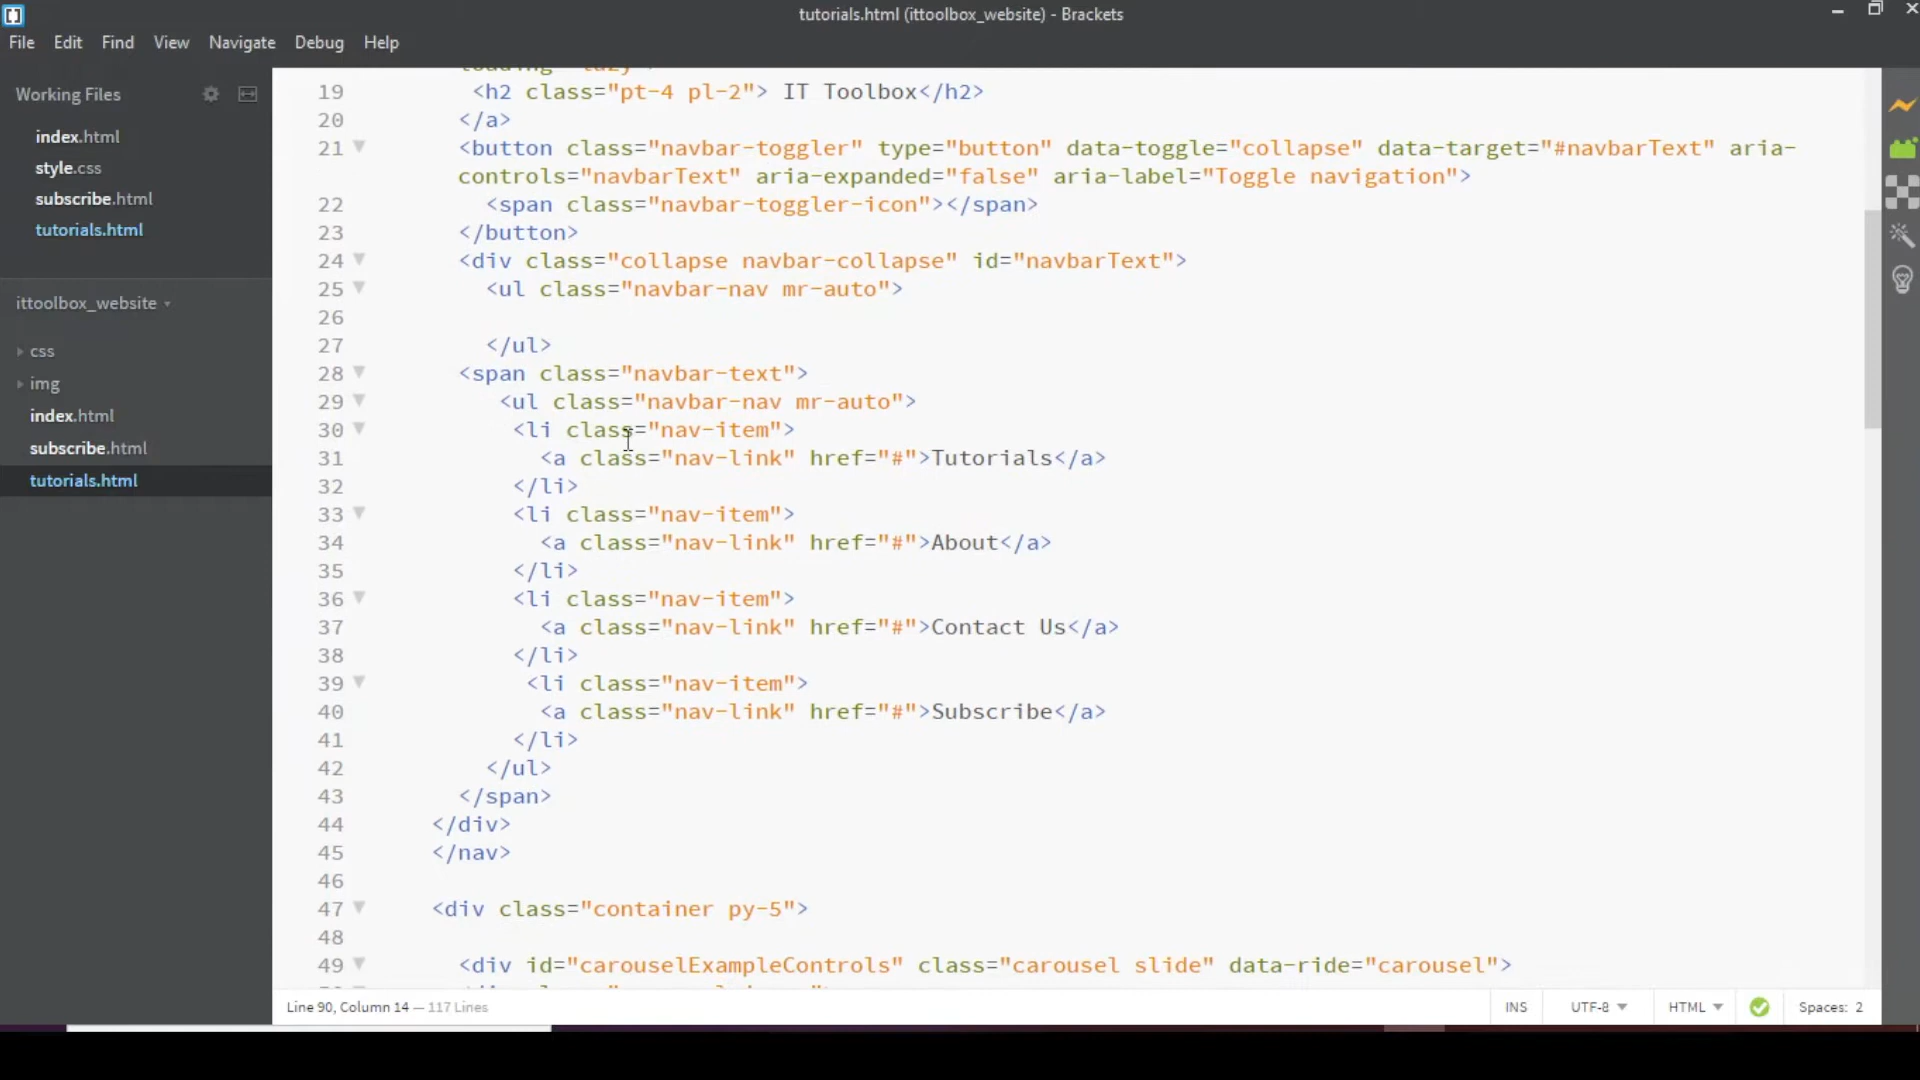 tutorials.html (ittoolbox_website) - Brackets
File Edit Find View Navigate Debug Help
Working Files
index.html
style.css
subscribe.html
tutorials.html
ittoolbox_website
css
img
index.html
subscribe.html
tutorials.html
19 <h2 class="pt-4 pl-2"> IT Toolbox</h2>
20 </a>
21 <button class="navbar-toggler" type="button" data-toggle="collapse" data-target="#navbarText" aria-
controls="navbarText" aria-expanded="false" aria-label="Toggle navigation">
22 <span class="navbar-toggler-icon"></span>
23 </button>
24 <div class="collapse navbar-collapse" id="navbarText">
25 <ul class="navbar-nav mr-auto">
26
27 </ul>
28 <span class="navbar-text">
29 <ul class="navbar-nav mr-auto">
30 <li class="nav-item">
31 <a class="nav-link" href="#">Tutorials</a>
32 </li>
33 <li class="nav-item">
34 <a class="nav-link" href="#">About</a>
35 </li>
36 <li class="nav-item">
37 <a class="nav-link" href="#">Contact Us</a>
38 </li>
39 <li class="nav-item">
40 <a class="nav-link" href="#">Subscribe</a>
41 </li>
42 </ul>
43 </span>
44 </div>
45 </nav>
46
47 <div class="container py-5">
48
49 <div id="carouselExampleControls" class="carousel slide" data-ride="carousel">
Line 90, Column 14 — 117 Lines
INS UTF-8 HTML Spaces: 2